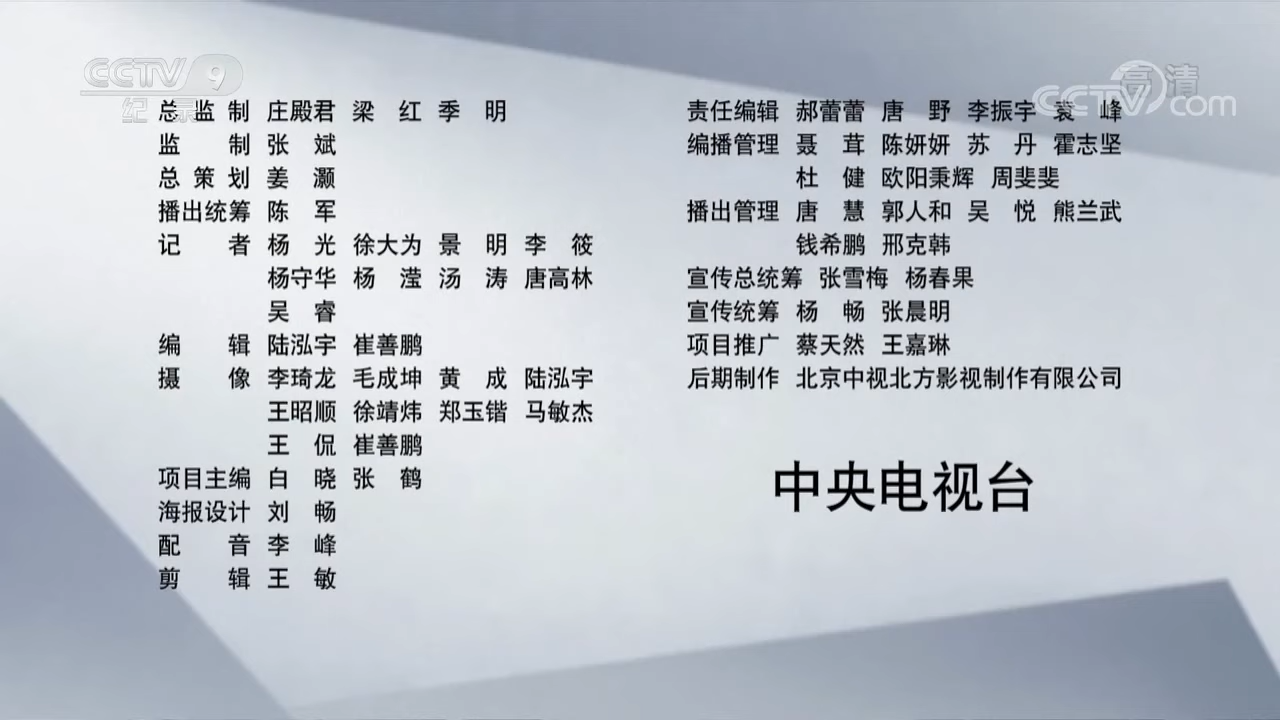 CCTV 9
纪录
高清
CCTV.com
总监制 庄殿君 梁红 季明
监制 张斌
总策划 姜灏
播出统筹 陈军
记者 杨光 徐大为 景明 李筱
杨守华 杨滢 汤涛 唐高林
吴睿
编辑 陆泓宇 崔善鹏
摄像 李琦龙 毛成坤 黄成 陆泓宇
王昭顺 徐靖炜 郑玉锴 马敏杰
王侃 崔善鹏
项目主编 白晓 张鹤
海报设计 刘畅
配音 李峰
剪辑 王敏
责任编辑 郝蕾蕾 唐野 李振宇 袁峰
编播管理 聂茸 陈妍妍 苏丹 霍志坚
杜健 欧阳秉辉 周斐斐
播出管理 唐慧 郭人和 吴悦 熊兰武
钱希鹏 邢克韩
宣传总统筹 张雪梅 杨春果
宣传统筹 杨畅 张晨明
项目推广 蔡天然 王嘉琳
后期制作 北京中视北方影视制作有限公司
中央电视台